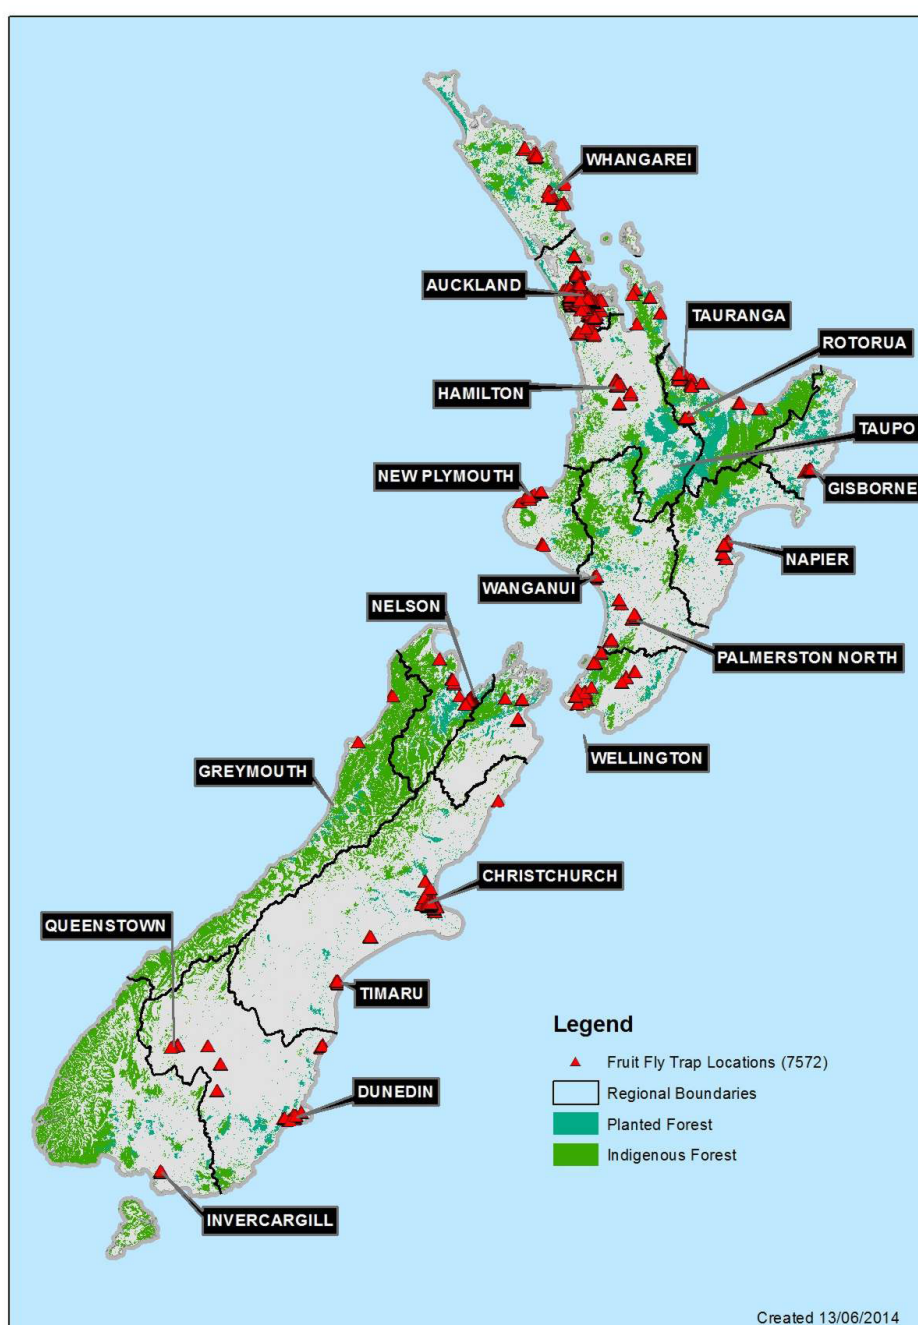 WHANGAREI
AUCKLAND
TAURANGA
ROTORUA
HAMILTON
TAUPO
NEW PLYMOUTH
GISBORNE
NAPIER
WANGANUI
NELSON
PALMERSTON NORTH
WELLINGTON
GREYMOUTH
CHRISTCHURCH
QUEENSTOWN
TIMARU
Legend
Fruit Fly Trap Locations (7572)
Regional Boundaries
DUNEDIN
Planted Forest
Indigenous Forest
INVERCARGILL
Created 13/06/2014